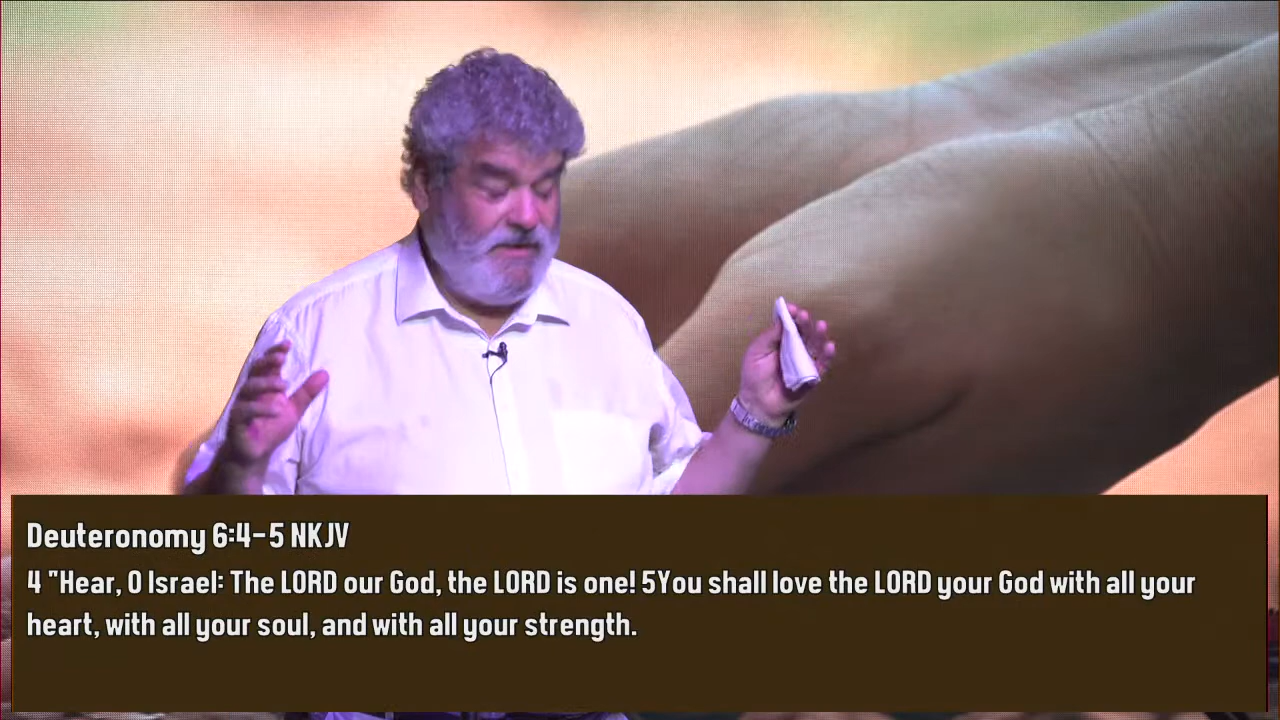 Deuteronomy 6:4-5 NKJV
4 "Hear, O Israel: The LORD our God, the LORD is one! 5You shall love the LORD your God with all your
heart, with all your soul, and with all your strength.